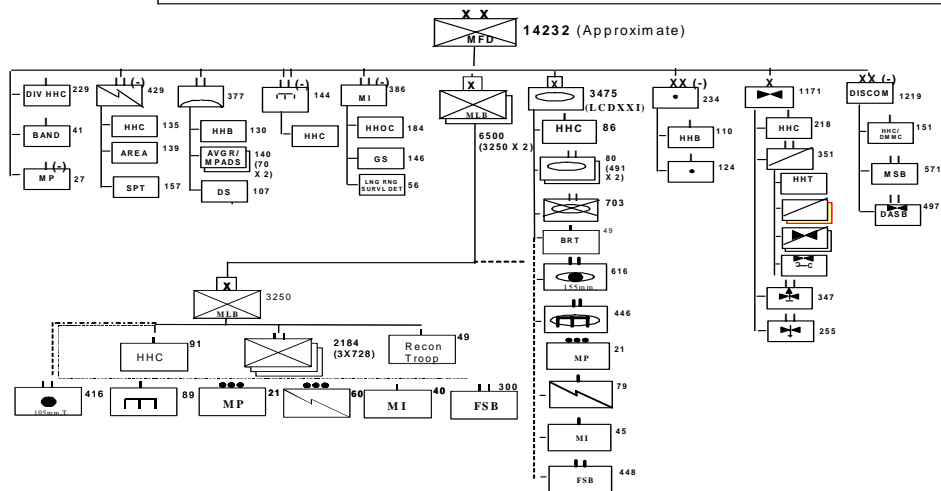 X X
14232 (Approximate)
MFD
I I (-)
I I
I I
I I (-)
X
X
XX (-)
X
XX (-)
DIV HHC
229
429
377
144
MI
386
MLB
3475
(LCDXXI)
234
1171
DISCOM
1219
6500
(3250 X 2)
BAND
41
HHC
135
HHB
130
HHC
HHOC
184
HHC
86
HHB
110
HHC
218
HHC/
DMMC
151
(-)
MP
27
AREA
139
AVGR/
MPADS
140
(70
X 2)
GS
146
80
(491
X 2)
124
351
MSB
571
SPT
157
DS
107
LNG RNG
SURVL DET
56
703
HHT
DASB
497
BRT
49
616
155mm.
C—C
X
MLB
3250
446
347
MP
21
255
HHC
91
2184
(3X728)
Recon
Troop
49
79
105mm T
416
89
MP
21
60
MI
40
FSB
300
MI
45
FSB
448